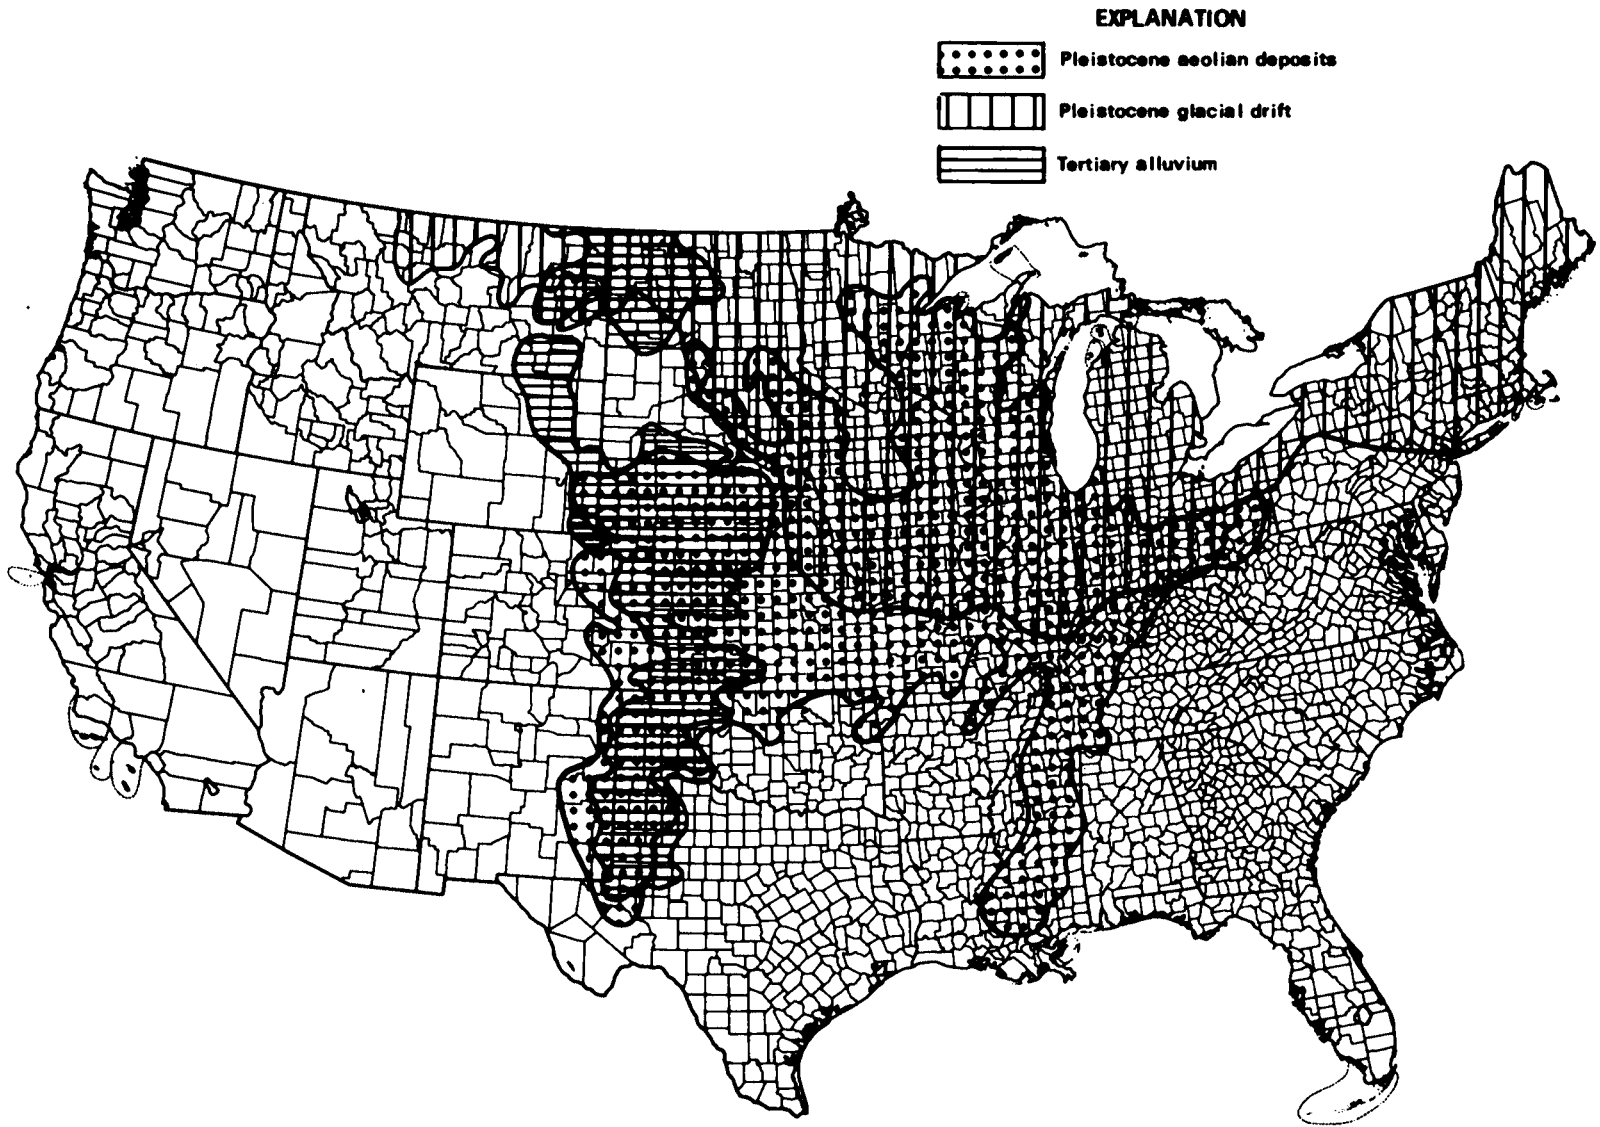 EXPLANATION
Pleistocene aeolian deposits
Pleistocene glacial drift
Tertiary alluvium